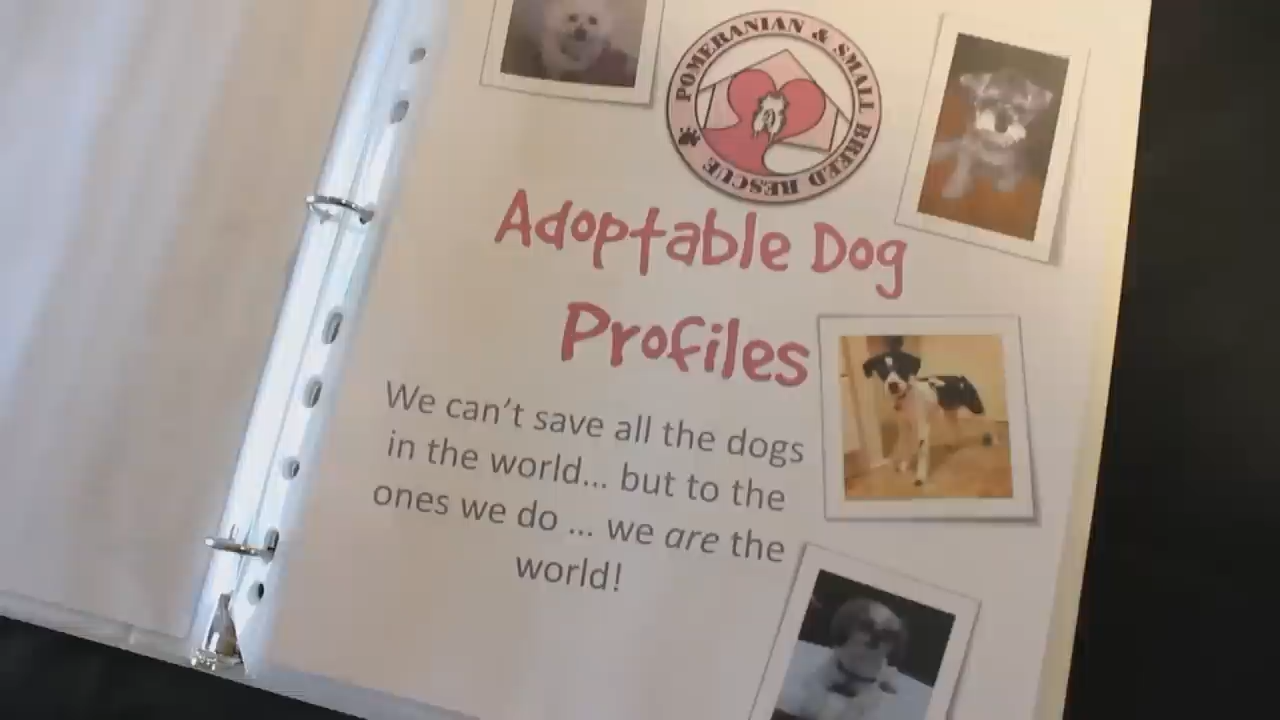 POMERANIAN & SMALL BREED RESCUE
Adoptable Dog
Profiles
We can't save all the dogs
in the world... but to the
ones we do ... we are the
world!